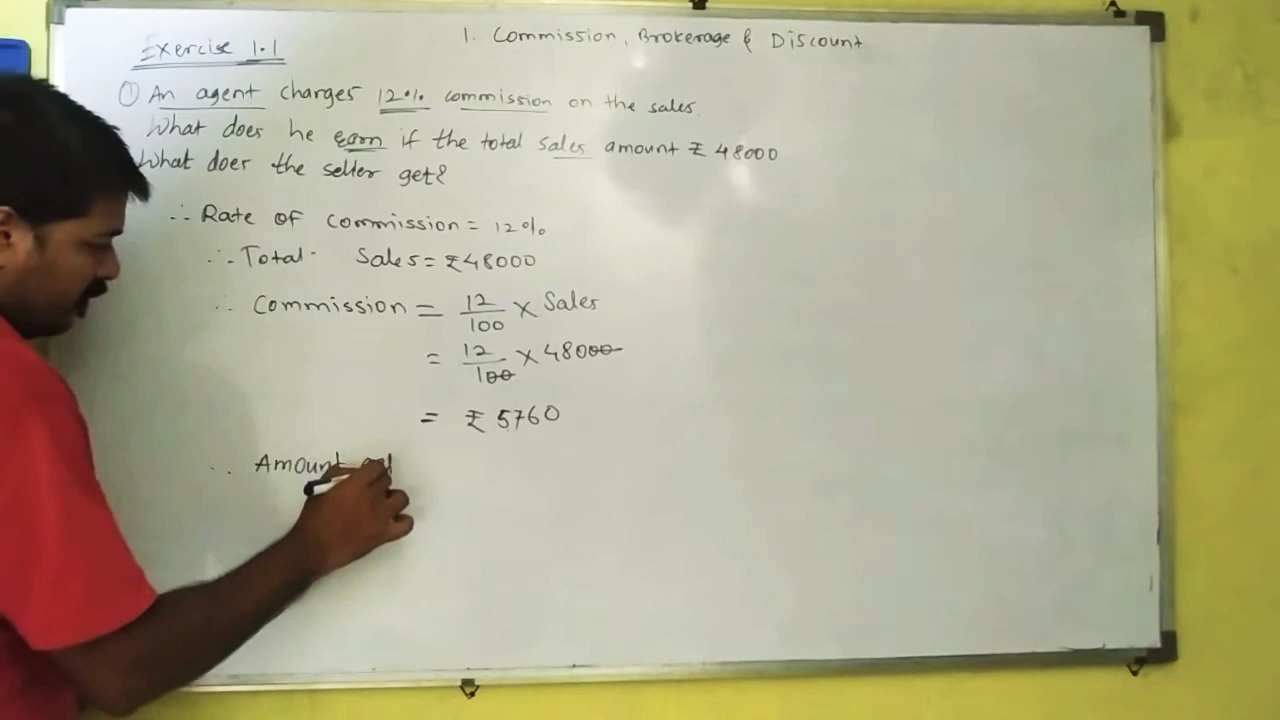 1. Commission, Brokerage & Discount
Exercise 1.1
① An agent charges 12% commission on the sales.
What does he earn if the total sales amount ₹ 48000
What does the seller get?
∴ Rate of commission = 12%
∴ Total Sales = ₹48000
∴ Commission = 12/100 × Sales
= 12/100 × 48000
= ₹ 5760
∴ Amount